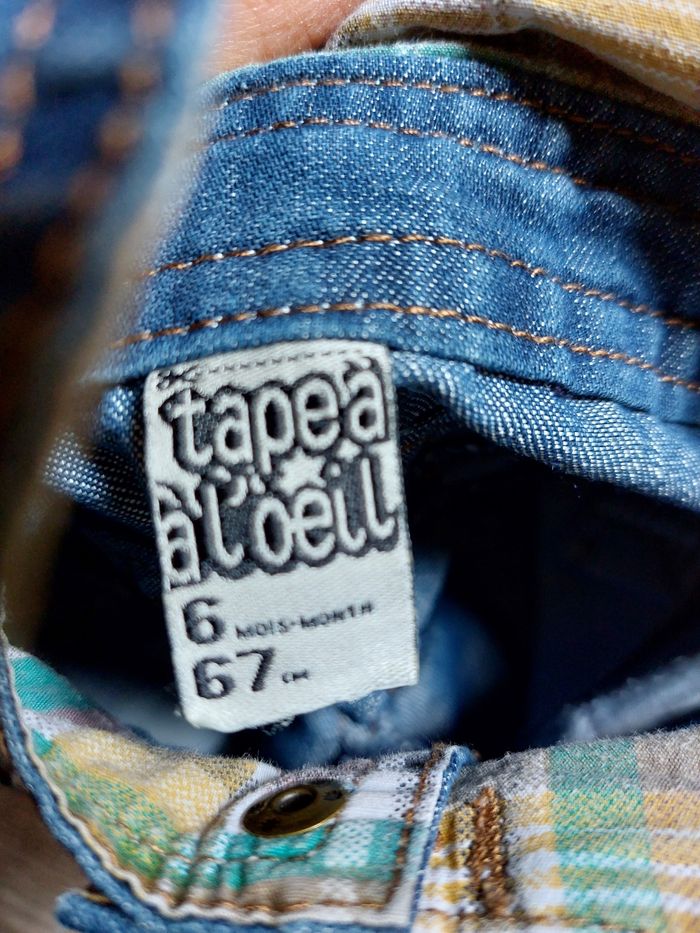 tape à
à l'oeil
6 MOIS-MONTH
67 CM